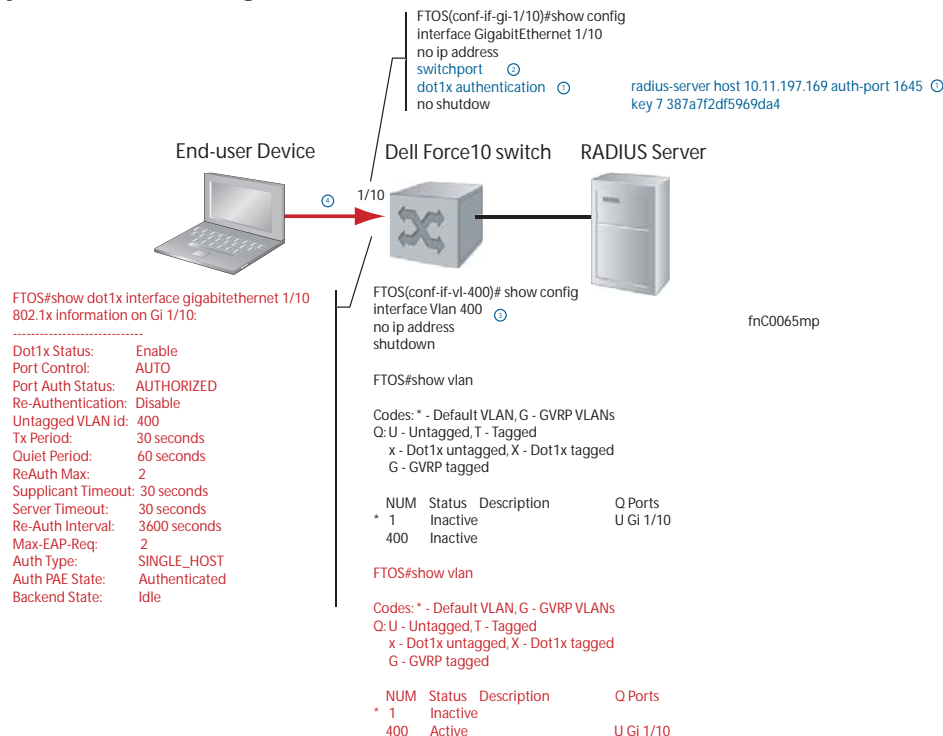 FTOS(conf-if-gi-1/10)#show config
interface GigabitEthernet 1/10
no ip address
switchport 2
dot1x authentication 1
no shutdow
radius-server host 10.11.197.169 auth-port 1645 1
key 7 387a7f2df5969da4
End-user Device
Dell Force10 switch
RADIUS Server
4
1/10
FTOS#show dot1x interface gigabitethernet 1/10
802.1x information on Gi 1/10:
-----------------------------
Dot1x Status: Enable
Port Control: AUTO
Port Auth Status: AUTHORIZED
Re-Authentication: Disable
Untagged VLAN id: 400
Tx Period: 30 seconds
Quiet Period: 60 seconds
ReAuth Max: 2
Supplicant Timeout: 30 seconds
Server Timeout: 30 seconds
Re-Auth Interval: 3600 seconds
Max-EAP-Req: 2
Auth Type: SINGLE_HOST
Auth PAE State: Authenticated
Backend State: Idle
FTOS(conf-if-vl-400)# show config
interface Vlan 400 3
no ip address
shutdown
FTOS#show vlan
Codes: * - Default VLAN, G - GVRP VLANs
Q: U - Untagged, T - Tagged
x - Dot1x untagged, X - Dot1x tagged
G - GVRP tagged
NUM Status Description Q Ports
* 1 Inactive U Gi 1/10
400 Inactive
FTOS#show vlan
Codes: * - Default VLAN, G - GVRP VLANs
Q: U - Untagged, T - Tagged
x - Dot1x untagged, X - Dot1x tagged
G - GVRP tagged
NUM Status Description Q Ports
* 1 Inactive
400 Active U Gi 1/10
fnC0065mp